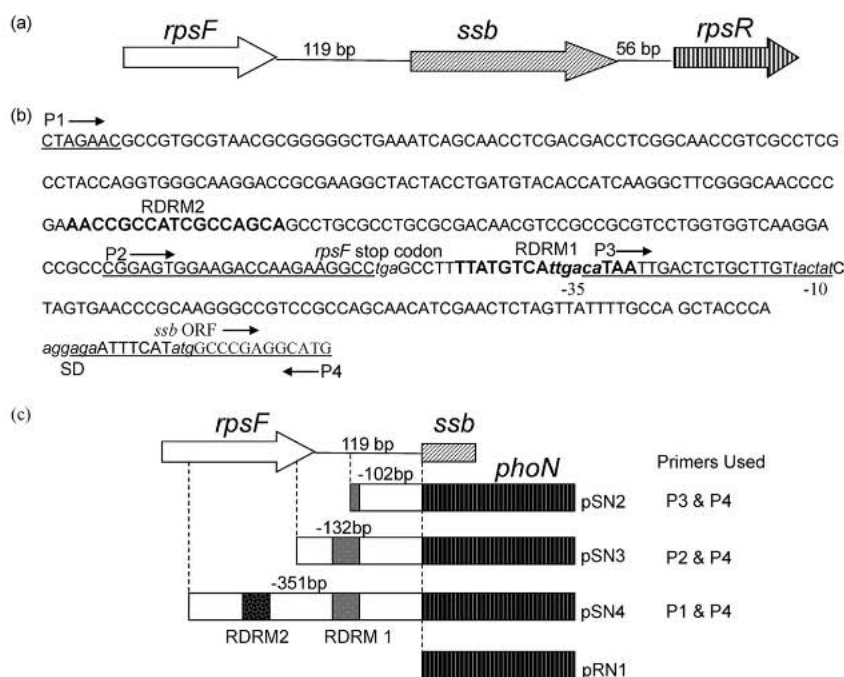 (a)
rpsF
119 bp
ssb
56 bp
rpsR
(b)
P1
CTAGAACGCCGTGCGTAACGCGGGGGCTGAAATCAGCAACCTCGACGACCTCGGCAACCGTCGCCTCG
CCTACCAGGTGGGCAAGGACCGCGAAGGCTACTACCTGATGTACACCATCAAGGCTTCGGGCAACCCC
GAAACCGCCATCGCCAGCAGCCTGCGCCTGCGCGACAACGTCCGCCGCGTCCTGGTGGTCAAGGA
RDRM2
P2
rpsF stop codon
RDRM1
P3
CCGCCCGGAGTGGAAGACCAAGAAGGCCtgaGCCTTTTATGTCAttgacaTAATTGACTCTGCTTGTtactatC
-35
-10
TAGTGAACCCGCAAGGGCCGTCCGCCAGCAACATCGAACTCTAGTTATTTTGCCA GCTACCCA
ssb ORF
aggagaATTTCATatgGCCCGAGGCATG
SD
P4
(c)
rpsF
119 bp
ssb
phoN
Primers Used
-102bp
pSN2
P3 & P4
-132bp
pSN3
P2 & P4
-351bp
pSN4
P1 & P4
RDRM2
RDRM 1
pRN1